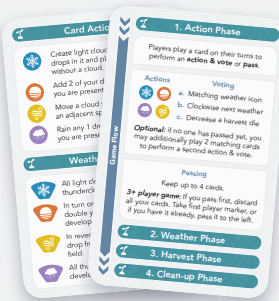 Card Action
Create light cloud
drops in it and pl
without a cloud.
Add 2 of your d
you are present
Move a cloud y
an adjacent sp
Rain any 1 dr
you are prese
Weath
All light cl
thunderclo
In turn or
double y
develop
In rever
drop fr
field.
All thu
develo
Game Flow
1. Action Phase
Players play a card on their turns to
perform an action & vote or pass.
Actions
Voting
a. Matching weather icon
b. Clockwise next weather
c. Decrease a harvest die
Optional: if no one has passed yet, you
may additionally play 2 matching cards
to perform a second action & vote.
Passing
Keep up to 4 cards.
3+ player game: If you pass first, discard
all cards. Take first player marker, or
if you have it already, pass it to the left.
2. Weather Phase
3. Harvest Phase
4. Clean-up Phase